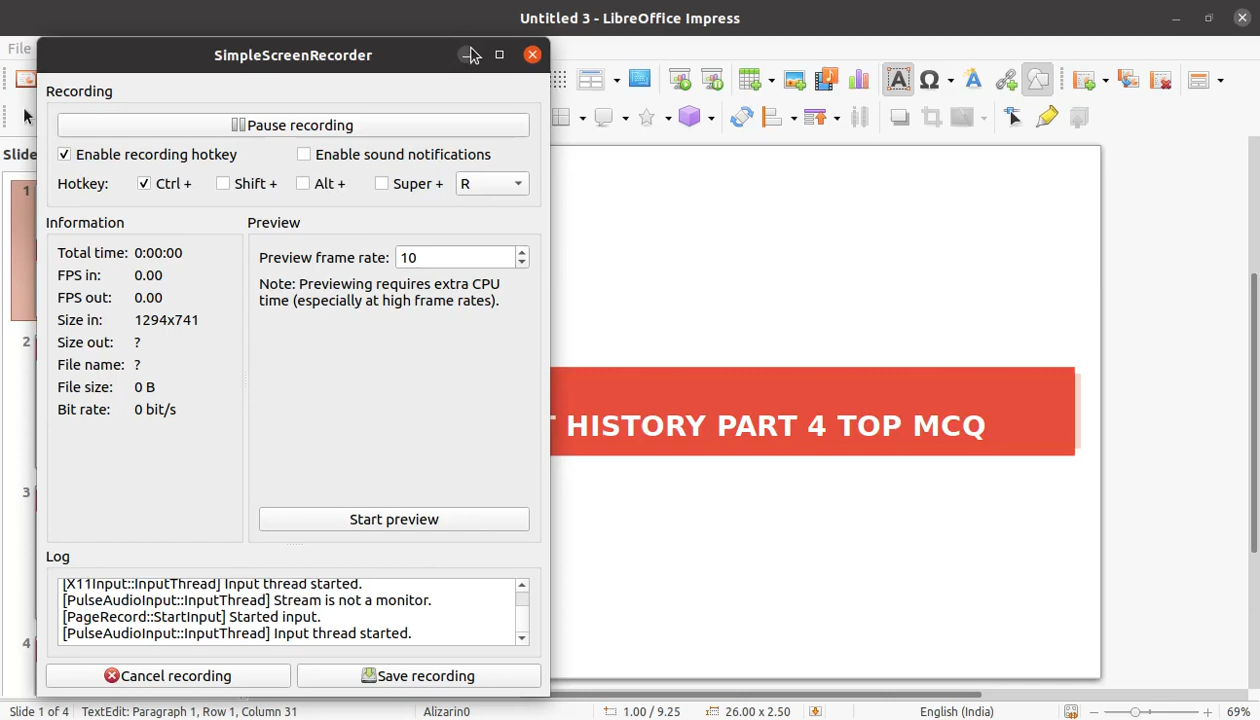 Untitled 3 - LibreOffice Impress
File
SimpleScreenRecorder
Recording
Pause recording
Enable recording hotkey
Enable sound notifications
Hotkey:
Ctrl +
Shift +
Alt +
Super +
R
Slide
1
2
3
4
Information
Total time: 0:00:00
FPS in: 0.00
FPS out: 0.00
Size in: 1294x741
Size out: ?
File name: ?
File size: 0 B
Bit rate: 0 bit/s
Preview
Preview frame rate: 10
Note: Previewing requires extra CPU
time (especially at high frame rates).
Start preview
HISTORY PART 4 TOP MCQ
Log
[X11Input::InputThread] Input thread started.
[PulseAudioInput::InputThread] Stream is not a monitor.
[PageRecord::StartInput] Started input.
[PulseAudioInput::InputThread] Input thread started.
Cancel recording
Save recording
Slide 1 of 4
TextEdit: Paragraph 1, Row 1, Column 31
Alizarin0
1.00 / 9.25
26.00 x 2.50
English (India)
69%